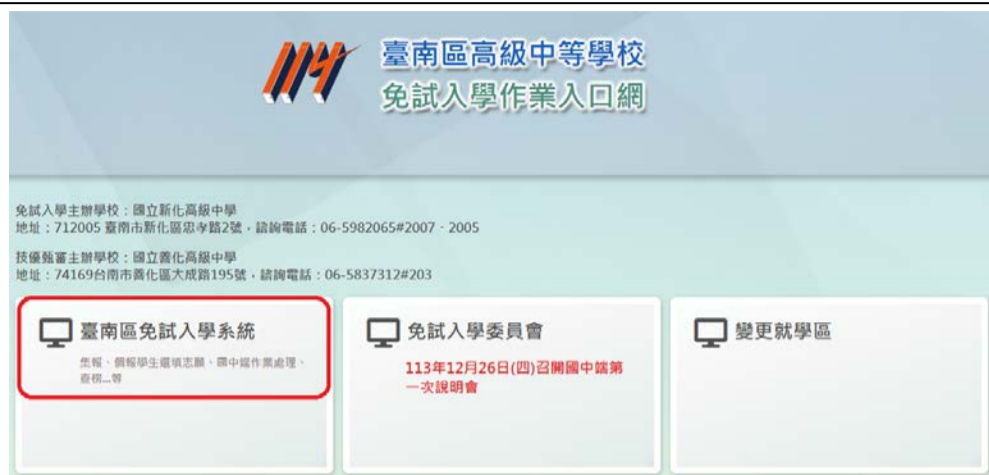 114
臺南區高級中等學校
免試入學作業入口網
免試入學主辦學校：國立新化高級中學
地址：712005 臺南市新化區忠孝路2號，諮詢電話：06-5982065#2007、2005
技優甄審主辦學校：國立善化高級中學
地址：74169台南市善化區大成路195號，諮詢電話：06-5837312#203
臺南區免試入學系統
集報、個報學生選填志願、國中端作業處理、
查榜...等
免試入學委員會
113年12月26日(四)召開國中端第
一次說明會
變更就學區